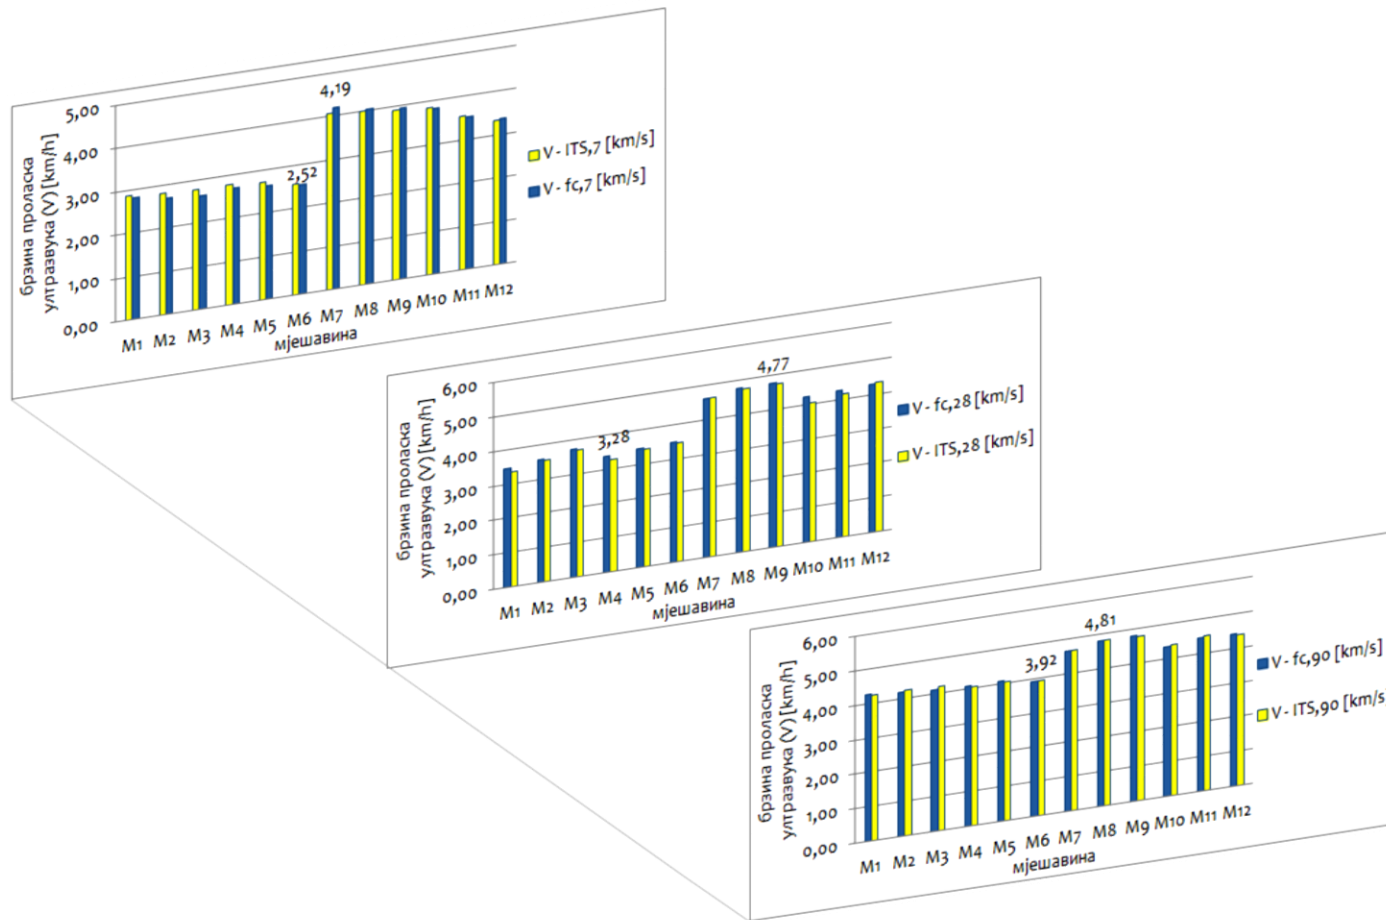 4,19
2,52
5,00
4,00
3,00
2,00
1,00
0,00
брзина проласка
ултразвука (V) [km/h]
M1 M2 M3 M4 M5 M6 M7 M8 M9 M10 M11 M12
мјешавина
V - ITS,7 [km/s]
V - fc,7 [km/s]
4,77
3,28
6,00
5,00
4,00
3,00
2,00
1,00
0,00
брзина проласка
ултразвука (V) [km/h]
M1 M2 M3 M4 M5 M6 M7 M8 M9 M10 M11 M12
мјешавина
V - fc,28 [km/s]
V - ITS,28 [km/s]
4,81
3,92
6,00
5,00
4,00
3,00
2,00
1,00
0,00
брзина проласка
ултразвука (V) [km/h]
M1 M2 M3 M4 M5 M6 M7 M8 M9 M10 M11 M12
мјешавина
V - fc,90 [km/s]
V - ITS,90 [km/s